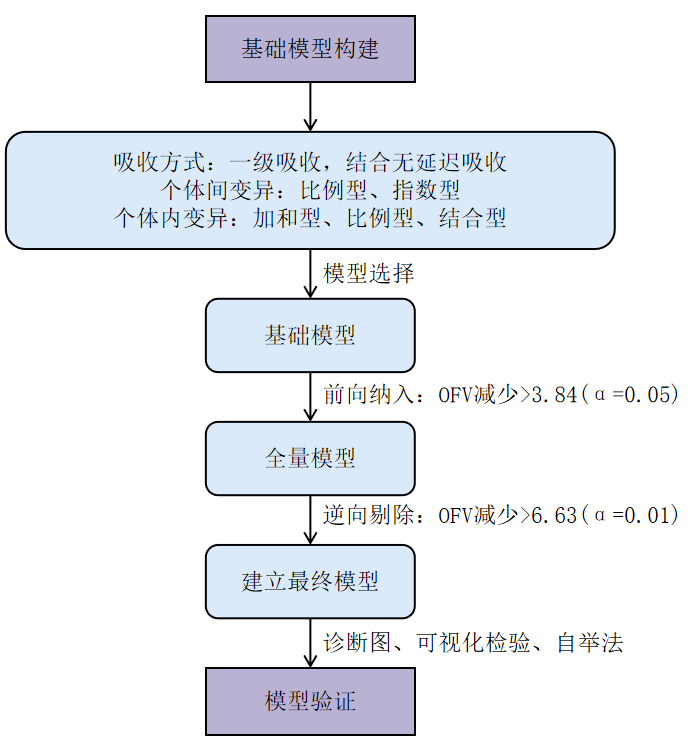 基础模型构建
吸收方式：一级吸收，结合无延迟吸收
个体间变异：比例型、指数型
个体内变异：加和型、比例型、结合型
模型选择
基础模型
前向纳入：OFV减少>3.84(α=0.05)
全量模型
逆向剔除：OFV减少>6.63(α=0.01)
建立最终模型
诊断图、可视化检验、自举法
模型验证